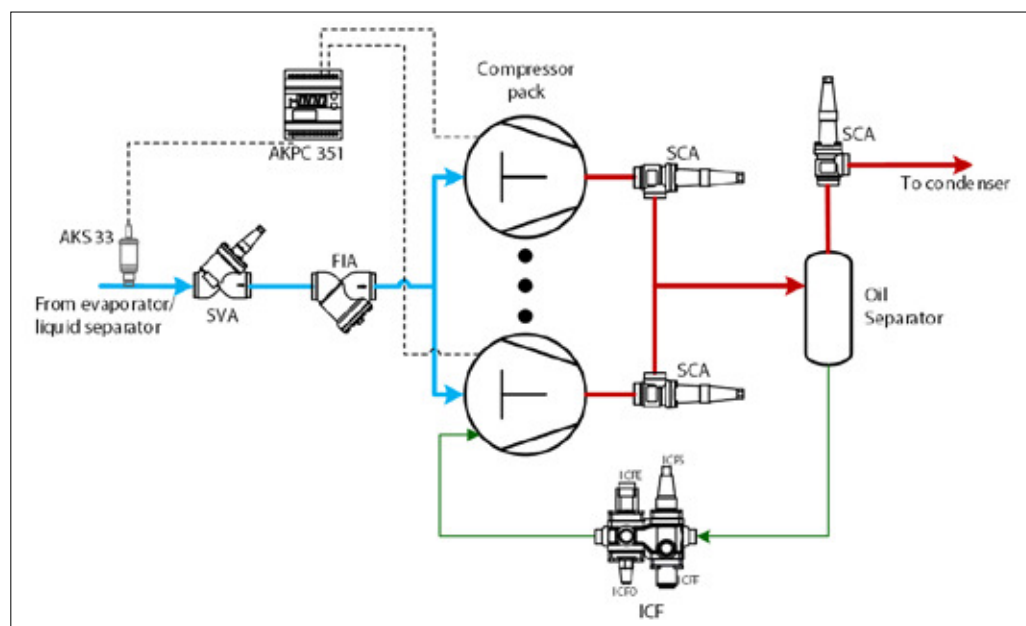 Compressor
pack
SCA
SCA
AKPC 351
To condenser
AKS 33
FIA
From evaporator/
liquid separator
SVA
Oil
Separator
SCA
ICFE
ICFS
ICFO
ICFF
ICF